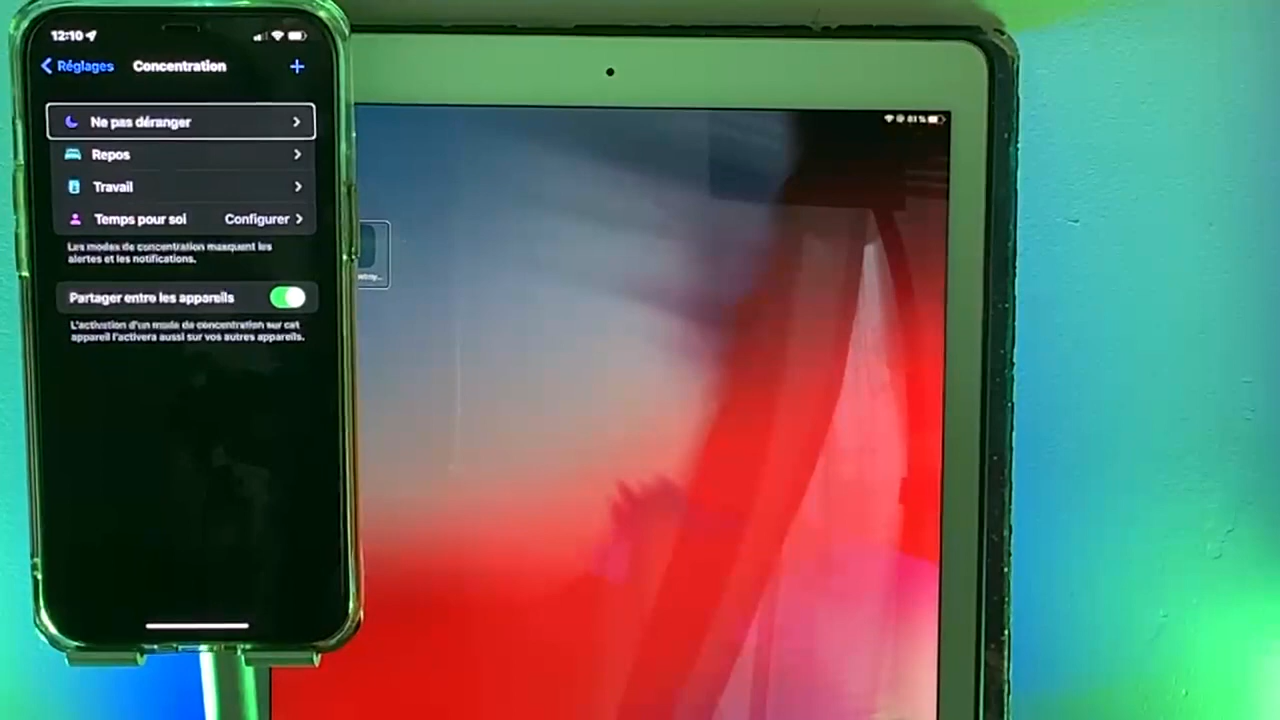 12:10
Réglages
Concentration
+
Ne pas déranger
Repos
Travail
Temps pour soi Configurer
Les modes de concentration masquent les
alertes et les notifications.
Partager entre les appareils
L'activation d'un mode de concentration sur cet
appareil l'activera aussi sur vos autres appareils.
81 %